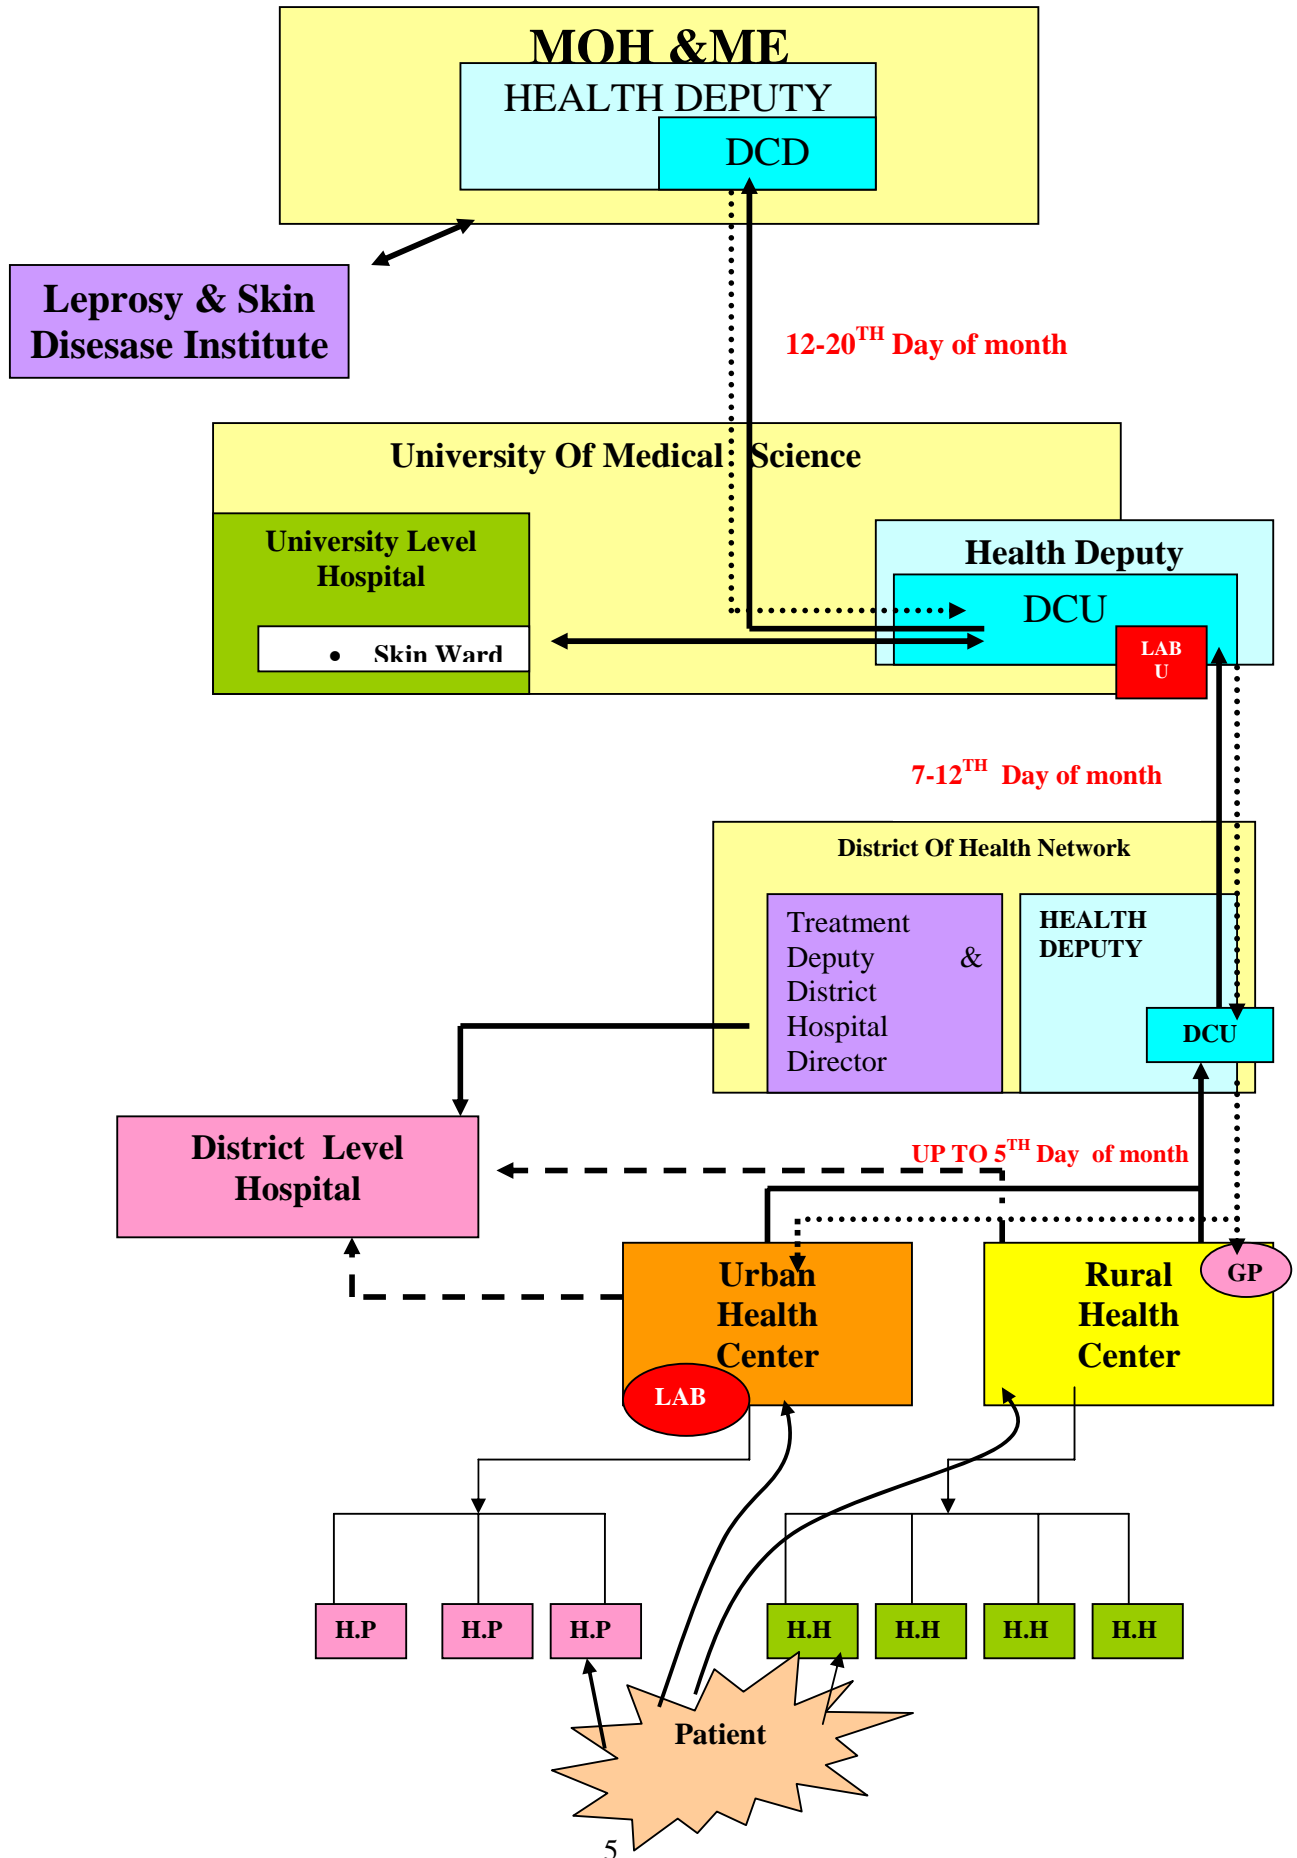 MOH &ME
HEALTH DEPUTY
DCD
Leprosy & Skin
Disesase Institute
12-20TH Day of month
University Of Medical Science
University Level
Hospital
• Skin Ward
Health Deputy
DCU
LAB
U
7-12TH Day of month
District Of Health Network
Treatment
Deputy &
District
Hospital
Director
HEALTH
DEPUTY
DCU
District Level
Hospital
UP TO 5TH Day of month
Urban
Health
Center
LAB
Rural
Health
Center
GP
H.P
H.P
H.P
H.H
H.H
H.H
H.H
Patient
5